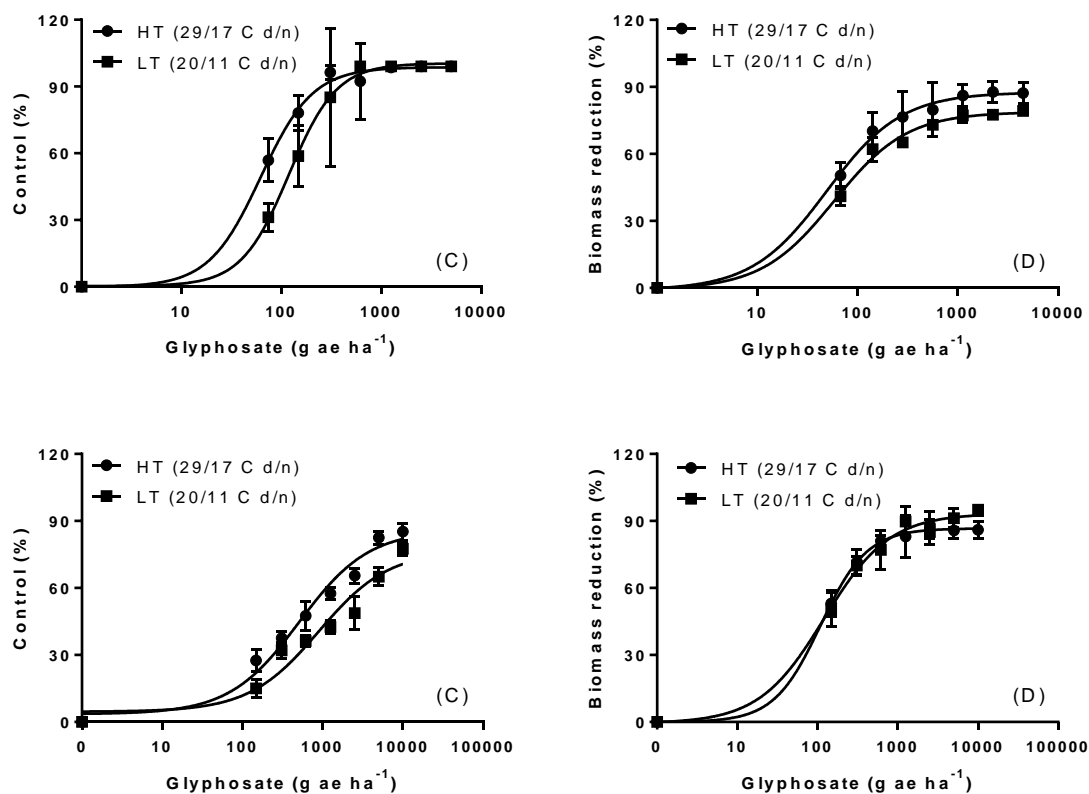 120
90
60
30
0
Control (%)
HT (29/17 C d/n)
LT (20/11 C d/n)
(C)
10
100
1000
10000
Glyphosate (g ae ha-1)
120
90
60
30
0
Biomass reduction (%)
HT (29/17 C d/n)
LT (20/11 C d/n)
(D)
10
100
1000
10000
Glyphosate (g ae ha-1)
120
90
60
30
0
Control (%)
HT (29/17 C d/n)
LT (20/11 C d/n)
(C)
0
10
100
1000
10000
100000
Glyphosate (g ae ha-1)
120
90
60
30
0
Biomass reduction (%)
HT (29/17 C d/n)
LT (20/11 C d/n)
(D)
0
10
100
1000
10000
100000
Glyphosate (g ae ha-1)